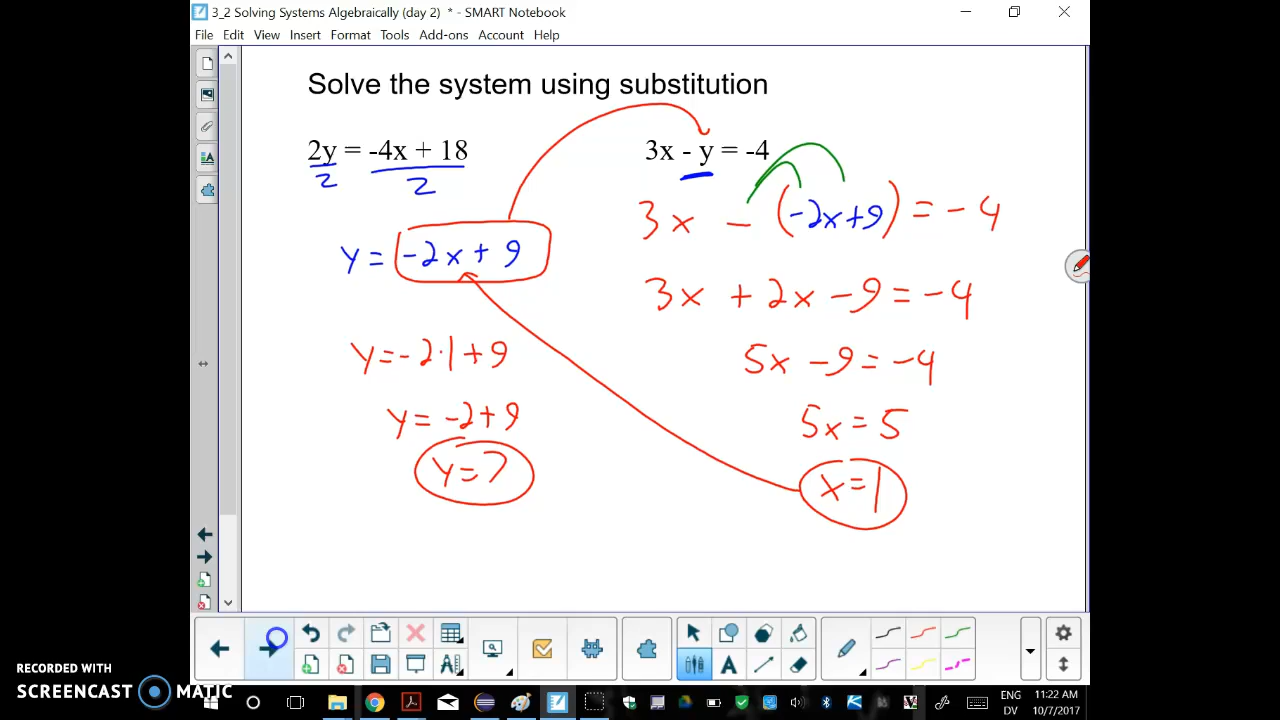 3_2 Solving Systems Algebraically (day 2) * - SMART Notebook
File Edit View Insert Format Tools Add-ons Account Help
Solve the system using substitution
2y = -4x + 18
2 2
y = -2x + 9
y = -2·1 + 9
y = -2 + 9
y = 7
3x - y = -4
3x - (-2x+9) = -4
3x + 2x - 9 = -4
5x - 9 = -4
5x = 5
x = 1
RECORDED WITH
SCREENCAST MATIC
ENG
DV
11:22 AM
10/7/2017